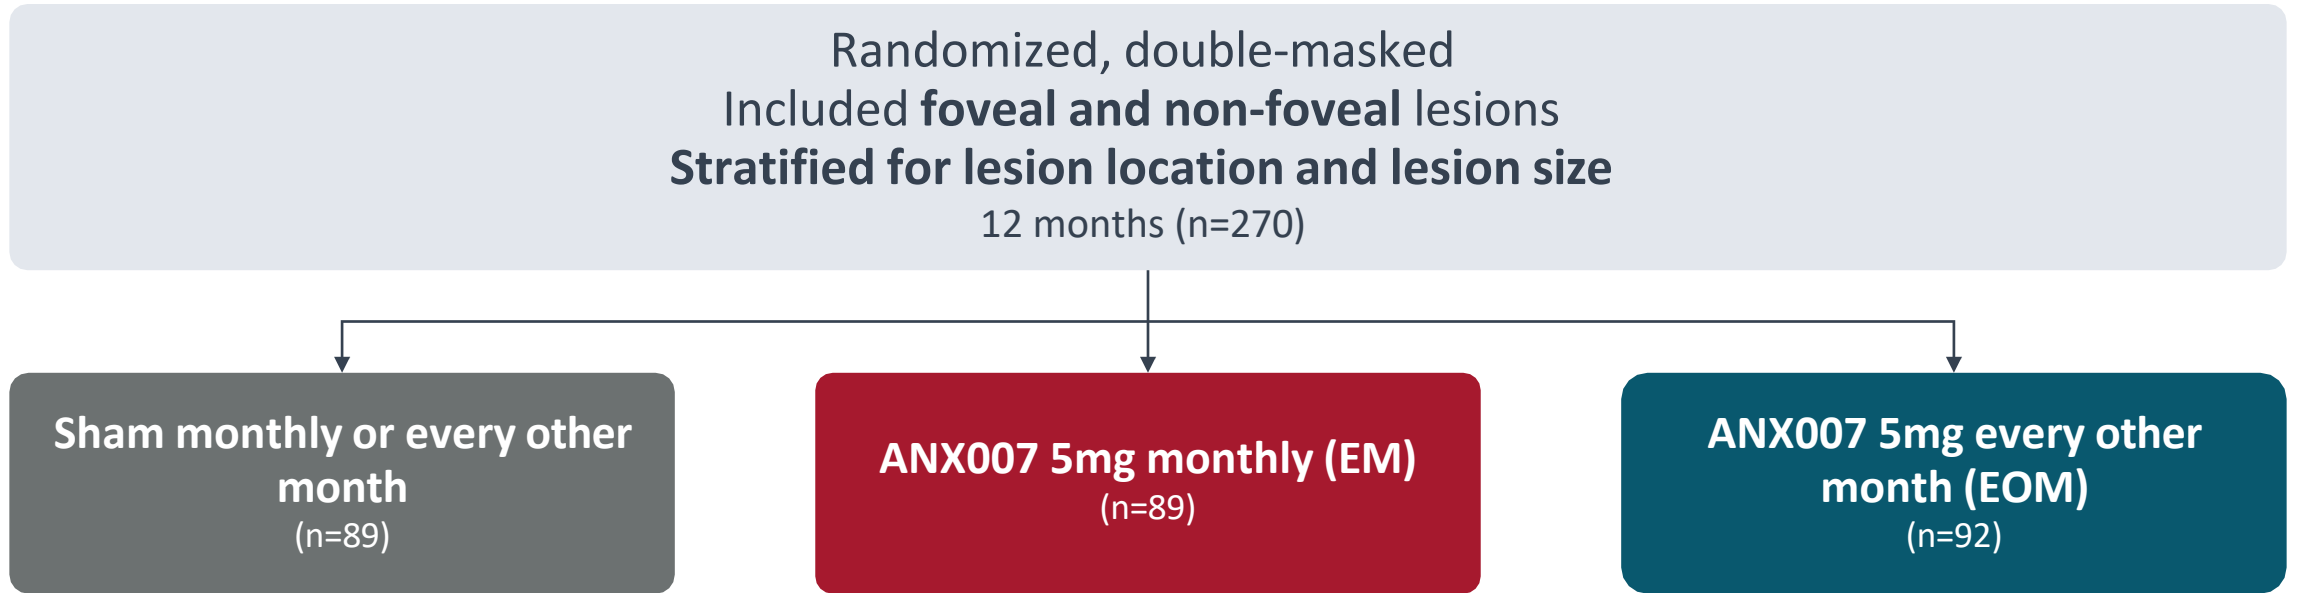 Randomized, double-masked
Included foveal and non-foveal lesions
Stratified for lesion location and lesion size
12 months (n=270)
Sham monthly or every other
month
(n=89)
ANX007 5mg monthly (EM)
(n=89)
ANX007 5mg every other
month (EOM)
(n=92)